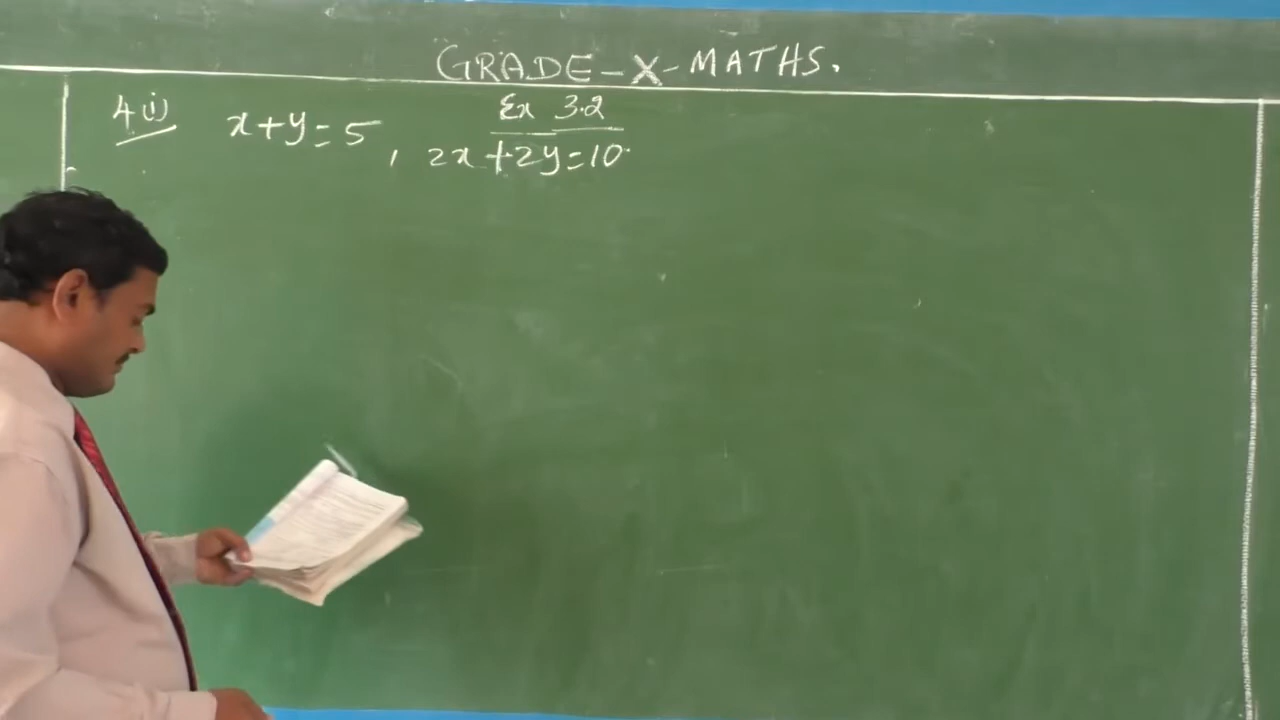 GRADE-X-MATHS.
Ex 3.2
4 (i) x+y=5, 2x+2y=10.